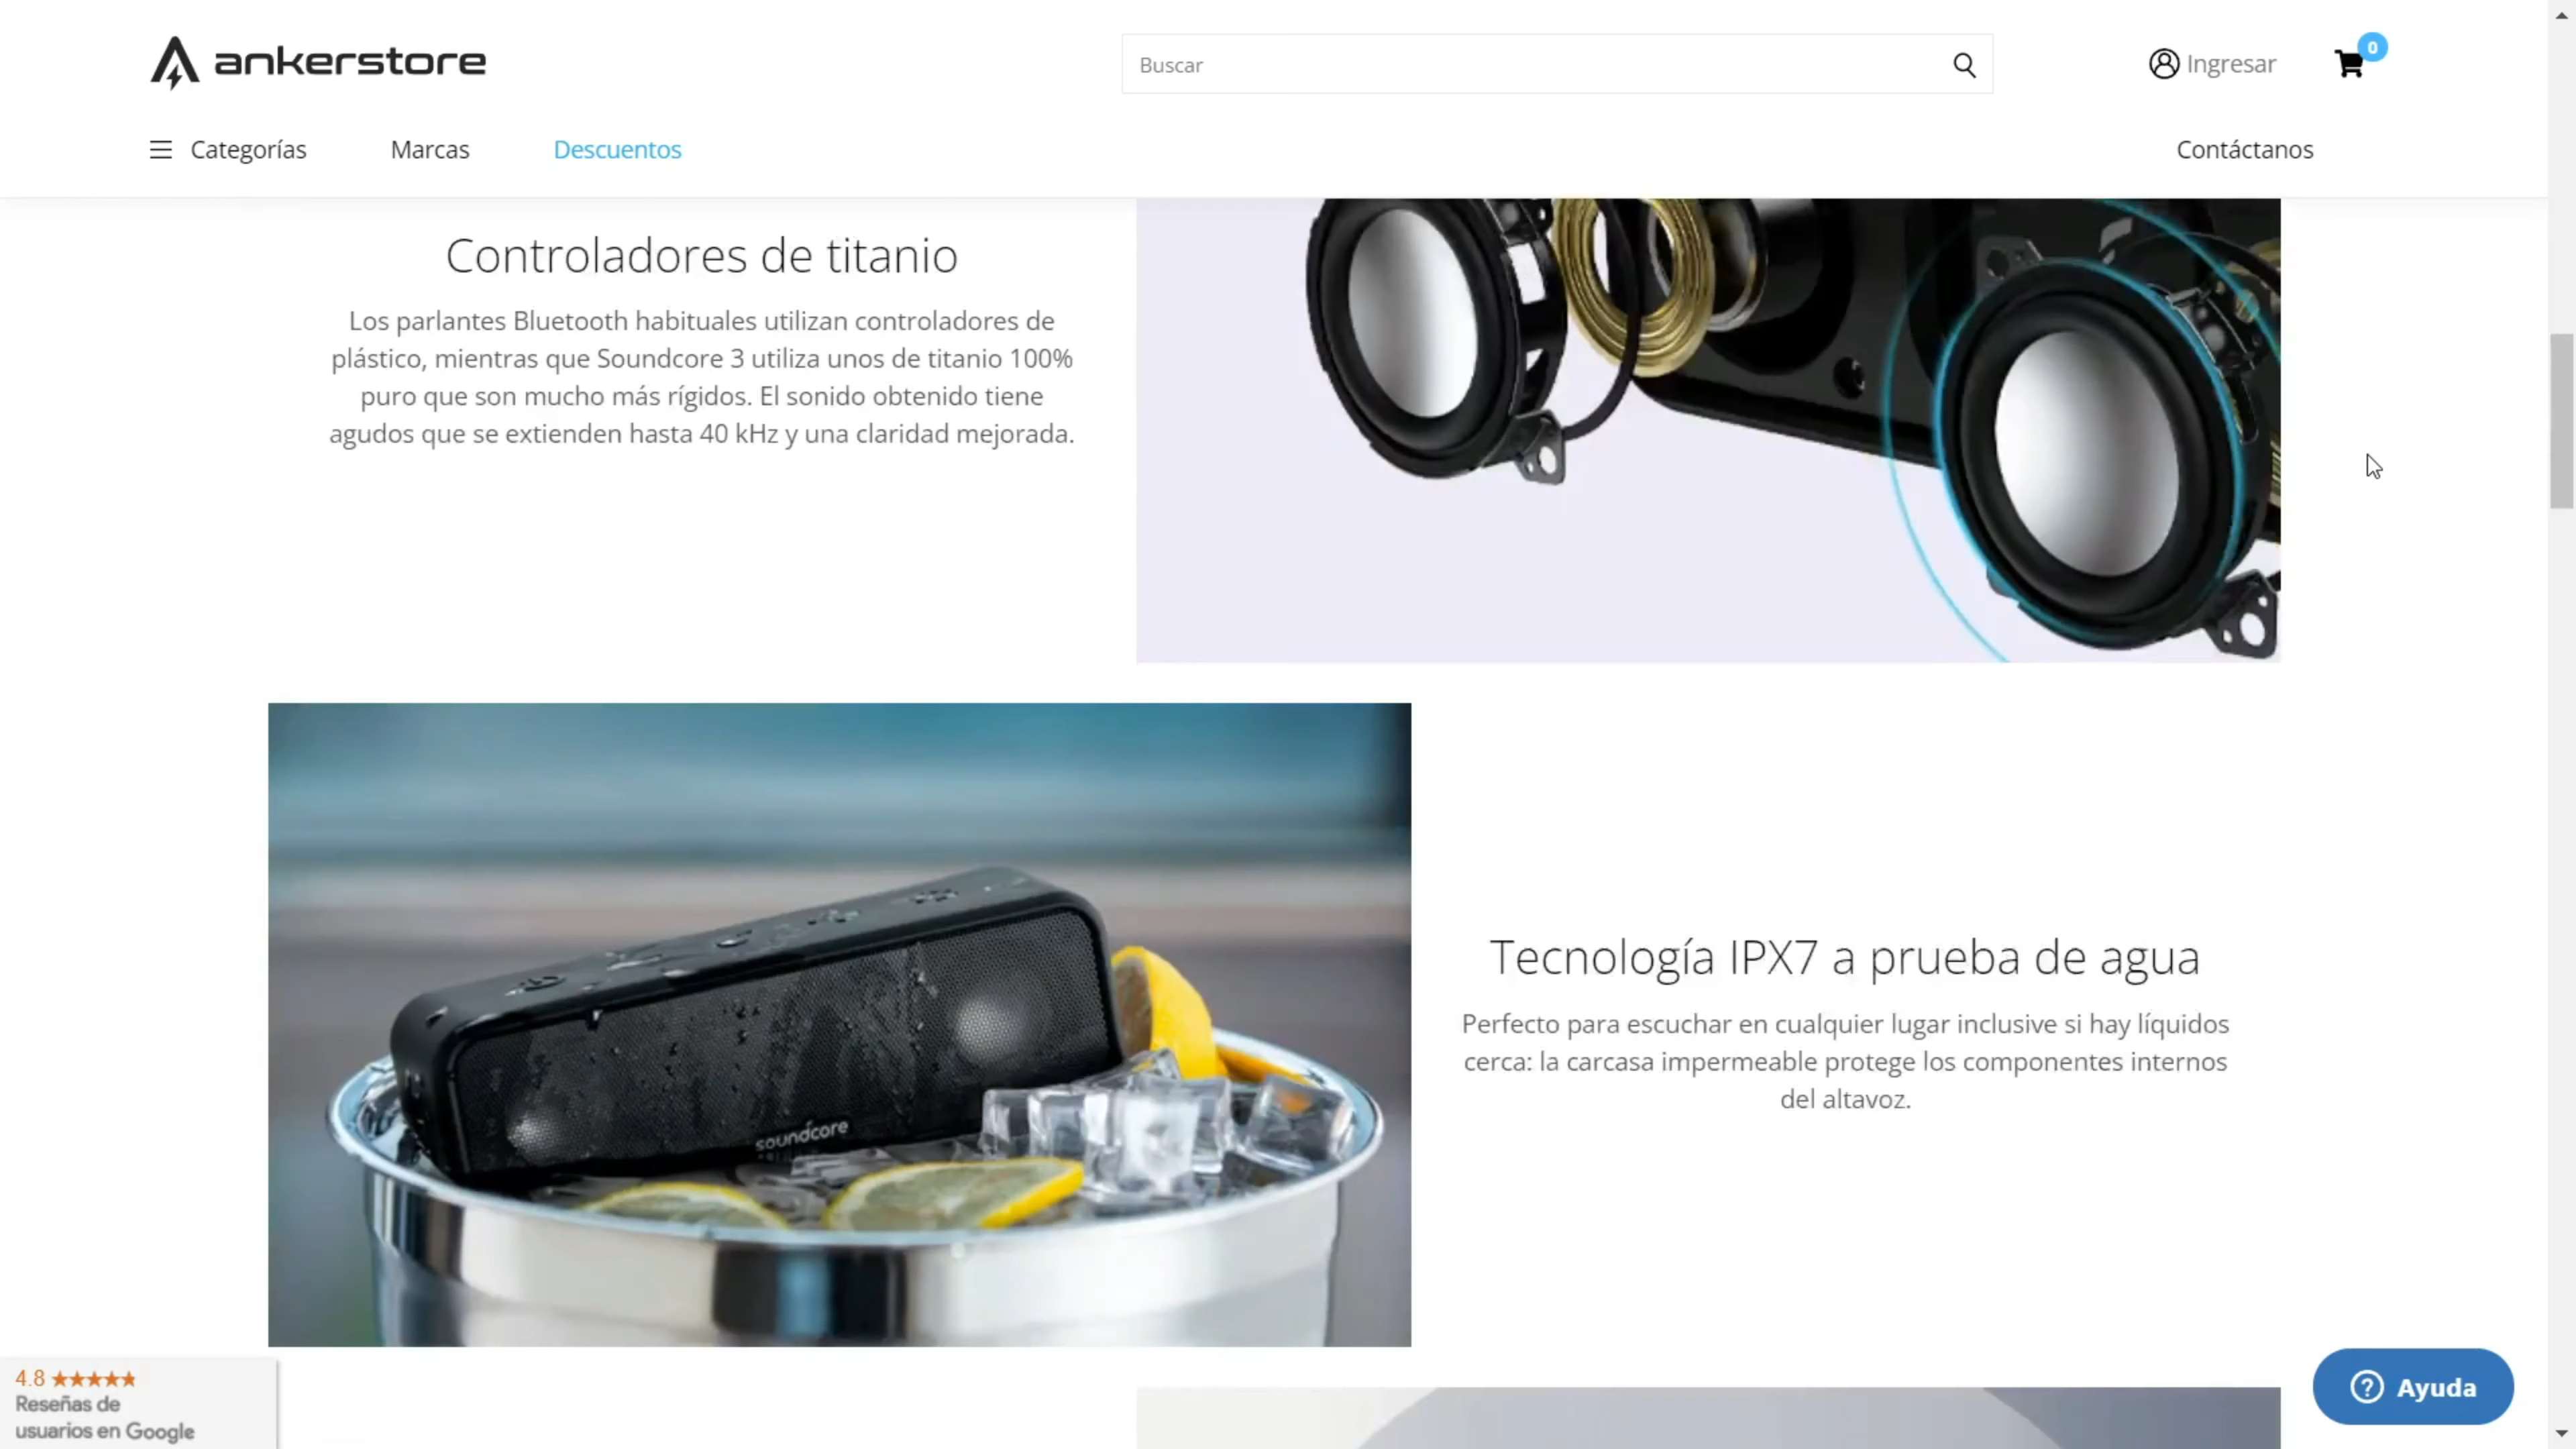 ankerstore
Buscar
Ingresar
0
Categorías
Marcas
Descuentos
Contáctanos
Controladores de titanio
Los parlantes Bluetooth habituales utilizan controladores de
plástico, mientras que Soundcore 3 utiliza unos de titanio 100%
puro que son mucho más rígidos. El sonido obtenido tiene
agudos que se extienden hasta 40 kHz y una claridad mejorada.
soundcore
Tecnología IPX7 a prueba de agua
Perfecto para escuchar en cualquier lugar inclusive si hay líquidos
cerca: la carcasa impermeable protege los componentes internos
del altavoz.
4.8
Reseñas de
usuarios en Google
Ayuda